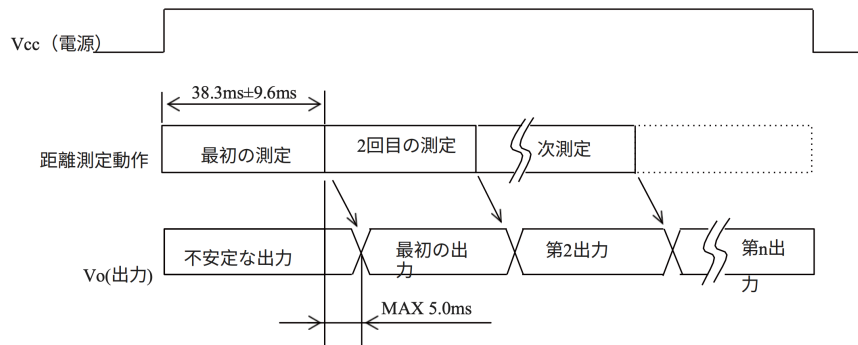 Vcc（電源）
38.3ms±9.6ms
距離測定動作
最初の測定
2回目の測定
次測定
Vo(出力)
不安定な出力
最初の出
力
第2出力
第n出
力
MAX 5.0ms